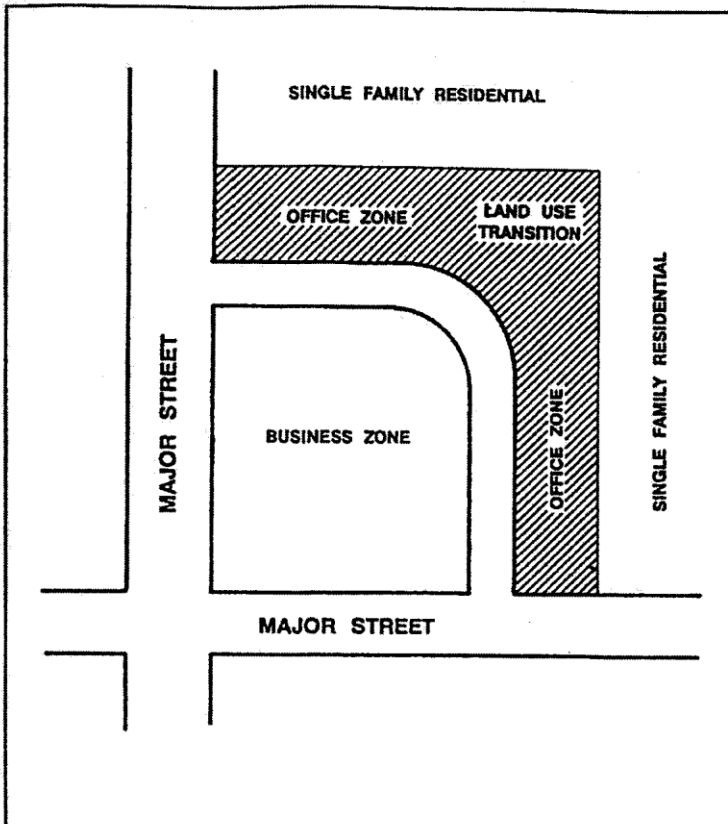 SINGLE FAMILY RESIDENTIAL
OFFICE ZONE
LAND USE
TRANSITION
SINGLE FAMILY RESIDENTIAL
MAJOR STREET
BUSINESS ZONE
OFFICE ZONE
MAJOR STREET